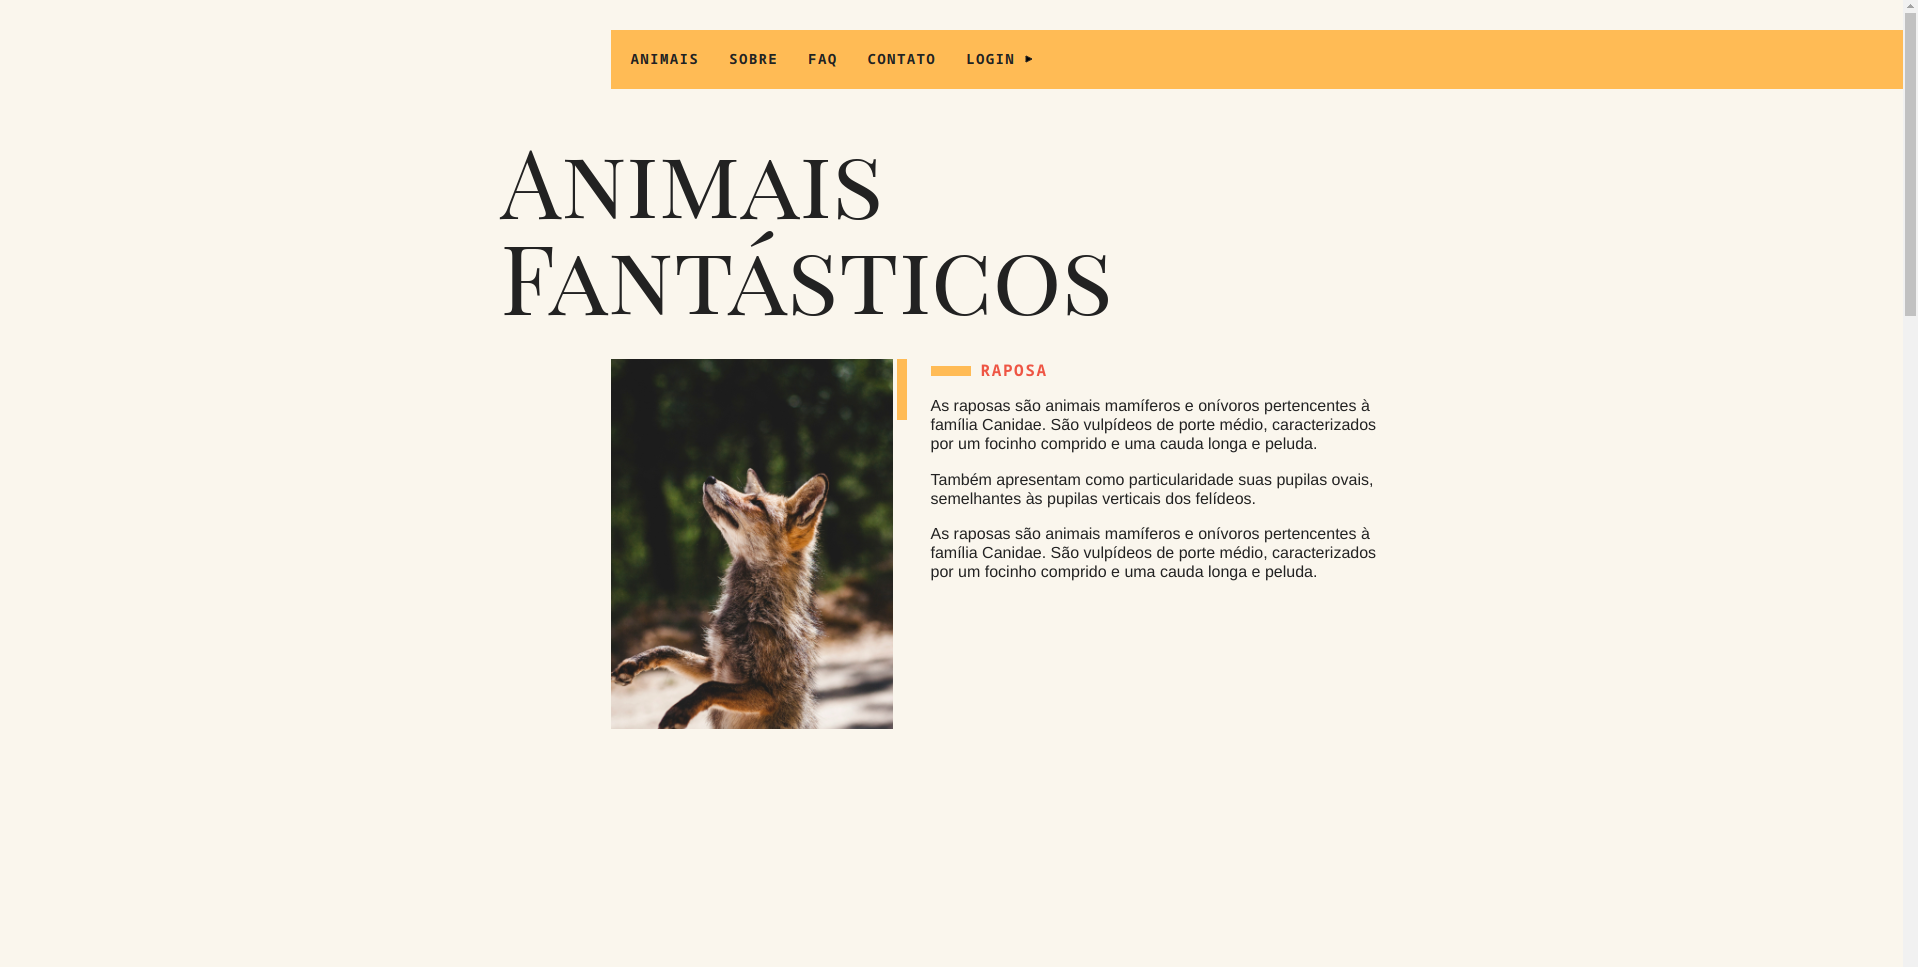 ANIMAIS SOBRE FAQ CONTATO LOGIN ▸
Animais
Fantásticos
RAPOSA
As raposas são animais mamíferos e onívoros pertencentes à
família Canidae. São vulpídeos de porte médio, caracterizados
por um focinho comprido e uma cauda longa e peluda.
Também apresentam como particularidade suas pupilas ovais,
semelhantes às pupilas verticais dos felídeos.
As raposas são animais mamíferos e onívoros pertencentes à
família Canidae. São vulpídeos de porte médio, caracterizados
por um focinho comprido e uma cauda longa e peluda.